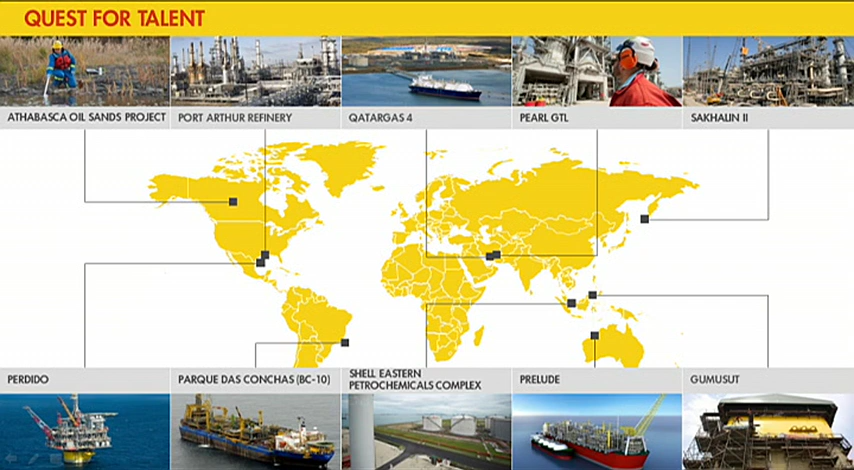 QUEST FOR TALENT
ATHABASCA OIL SANDS PROJECT
PORT ARTHUR REFINERY
QATARGAS 4
PEARL GTL
SAKHALIN II
PERDIDO
PARQUE DAS CONCHAS (BC-10)
SHELL EASTERN
PETROCHEMICALS COMPLEX
PRELUDE
GUMUSUT